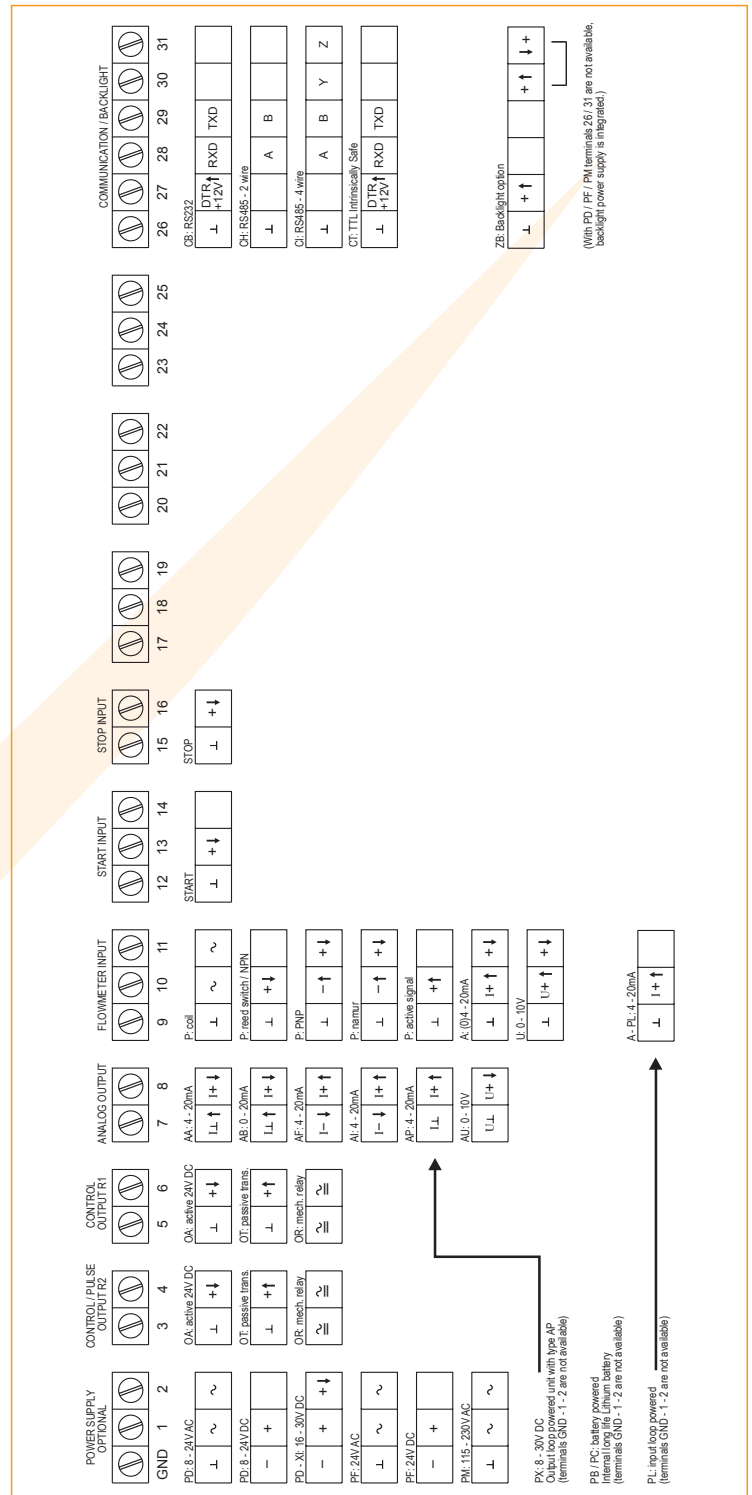 POWER SUPPLY
OPTIONAL
GND 1 2
PD: 8 - 24V AC
⊥ ~ ~
PD: 8 - 24V DC
− +
PD - XI: 16 - 30V DC
− + +↓
PF: 24V AC
⊥ ~ ~
PF: 24V DC
− +
PM: 115 - 230V AC
⊥ ~ ~
PX: 8 - 30V DC
Output loop powered unit with type AP
(terminals GND - 1 - 2 are not available)
PB / PC: battery powered
Internal long life Lithium battery
(terminals GND - 1 - 2 are not available)
PL: input loop powered
(terminals GND - 1 - 2 are not available)
CONTROL / PULSE
OUTPUT R2
3 4
OA: active 24V DC
⊥ +↓
OT: passive trans.
⊥ +↑
OR: mech. relay
≂ ≂
CONTROL
OUTPUT R1
5 6
OA: active 24V DC
⊥ +↓
OT: passive trans.
⊥ +↑
OR: mech. relay
≂ ≂
ANALOG OUTPUT
7 8
AA: 4 - 20mA
I⊥↑ I+↓
AB: 0 - 20mA
I⊥↑ I+↓
AF: 4 - 20mA
I−↓ I+↑
AI: 4 - 20mA
I−↓ I+↑
AP: 4 - 20mA
I⊥ I+↑
AU: 0 - 10V
U⊥ U+↓
FLOWMETER INPUT
9 10 11
P: coil
⊥ ~ ~
P: reed switch / NPN
⊥ +↓
P: PNP
⊥ −↑ +↓
P: namur
⊥ −↑ +↓
P: active signal
⊥ +↑
A: (0)4 - 20mA
⊥ I+↑ +↓
U: 0 - 10V
⊥ U+↑ +↓
A - PL: 4 - 20mA
⊥ I+↑
START INPUT
12 13 14
START
⊥ +↓
STOP INPUT
15 16
STOP
⊥ +↓
17 18 19
20 21 22
23 24 25
COMMUNICATION / BACKLIGHT
26 27 28 29 30 31
CB: RS232
⊥ DTR +12V↑ RXD TXD
CH: RS485 - 2 wire
⊥ A B
CI: RS485 - 4 wire
⊥ A B Y Z
CT: TTL Intrinsically Safe
⊥ DTR +12V↑ RXD TXD
ZB: Backlight option
⊥ +↑ +↑ ↓+
(With PD / PF / PM terminals 26 / 31 are not available,
backlight power supply is integrated.)